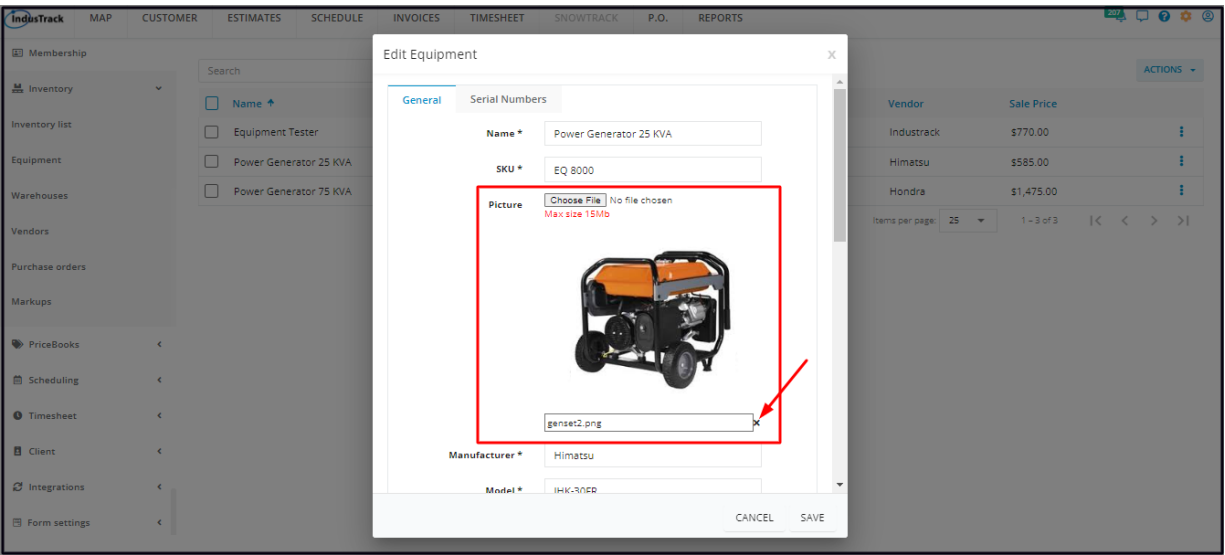 IndusTrack MAP CUSTOMER ESTIMATES SCHEDULE INVOICES TIMESHEET SNOWTRACK P.O. REPORTS
Membership
Inventory
Inventory list
Equipment
Warehouses
Vendors
Purchase orders
Markups
PriceBooks
Scheduling
Timesheet
Client
Integrations
Form settings
Search
ACTIONS
Name Vendor Sale Price
Equipment Tester Industrack $770.00
Power Generator 25 KVA Himatsu $585.00
Power Generator 75 KVA Hondra $1,475.00
Items per page: 25 1 – 3 of 3
Edit Equipment x
General Serial Numbers
Name * Power Generator 25 KVA
SKU * EQ 8000
Picture Choose File No file chosen
Max size 15Mb
genset2.png x
Manufacturer * Himatsu
Model * IHK-30FR
CANCEL SAVE